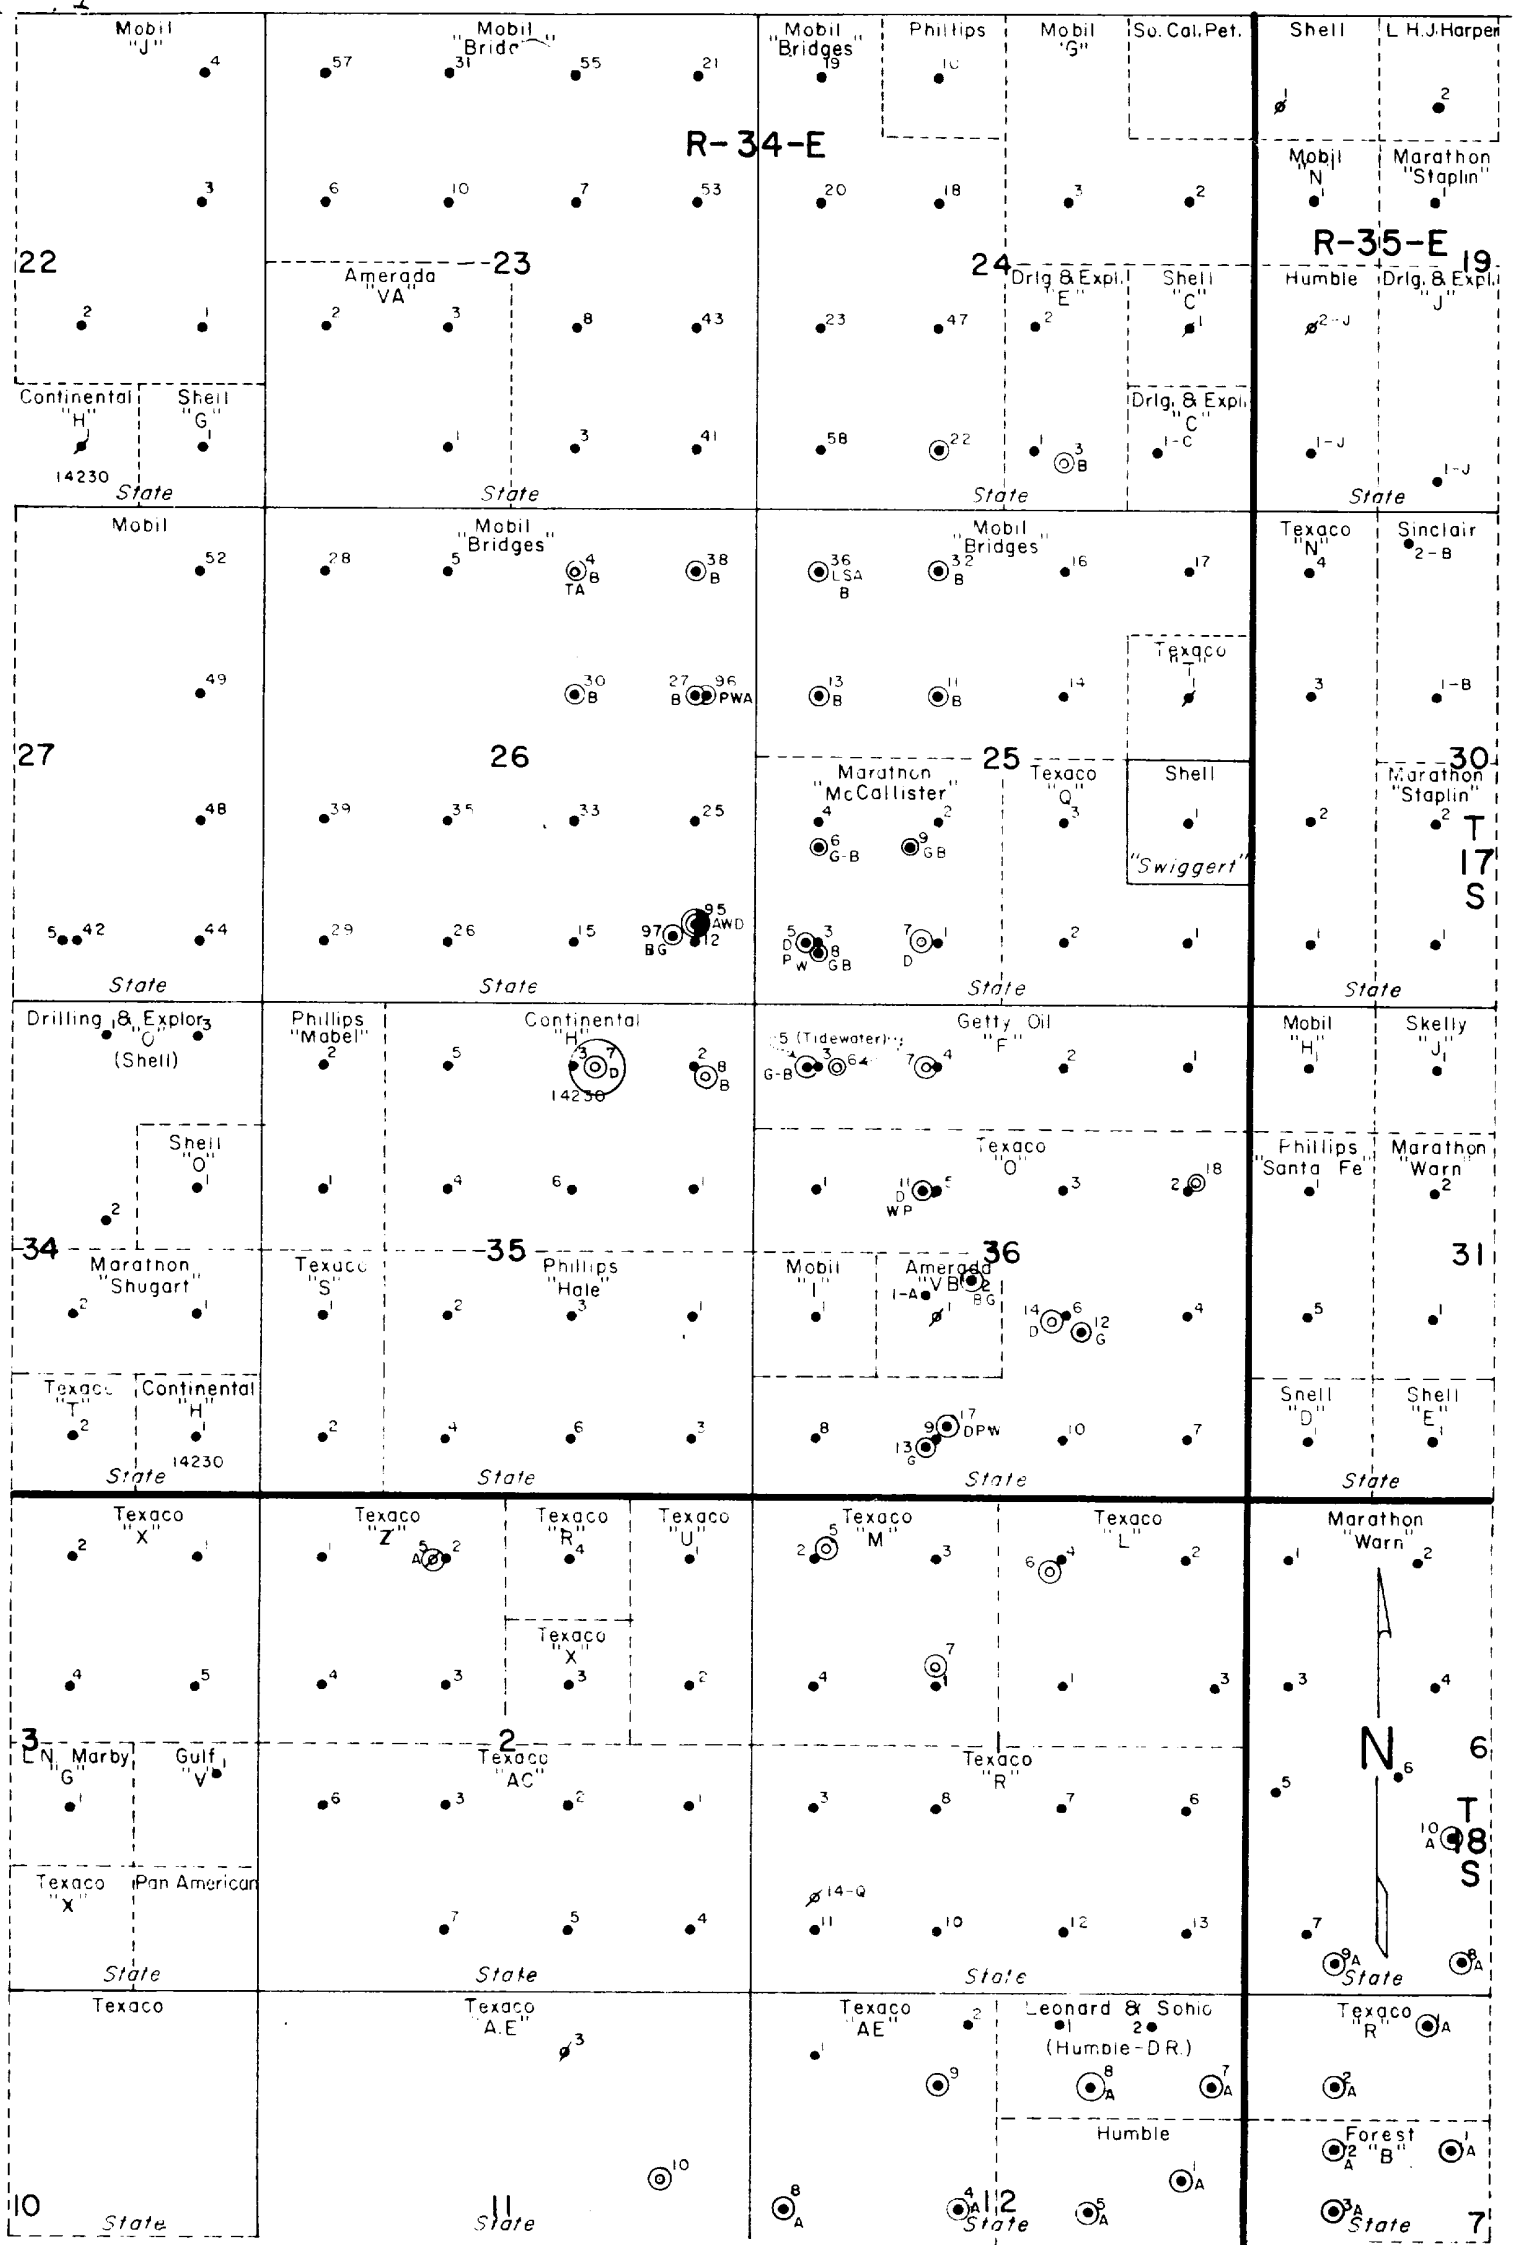 Mobil "J" 4
Mobil "Bridg" 57 31 55 21
Mobil "Bridges" 19
Phillips
Mobil "G"
So. Cal. Pet.
Shell 1
L H.J. Harper 2
R-34-E
3 6 10 7 53 20 18 3 2
Mobil "N" 1
Marathon "Staplin" 1
R-35-E
22 23 24 19
2 1
Amerada "VA" 2 3 8 43 23 47
Drlg & Expl. "E" 2
Shell "C" 1
Humble 2-J
Drlg. & Expl. "J"
Continental "H" 1
14230
Shell "G" 1
1 3 41 58 22 1 3 B
Drlg. & Expl. "C" 1-C
1-J 1-J
State State State State
Mobil 52
Mobil "Bridges" 28 5 4 B TA 38 B
Mobil "Bridges" 36 LSA B 32 B 16 17
Texaco "N" 4
Sinclair 2-B
Texaco "T" 1
49 30 B 27 B 96 PWA 13 B 11 B 14 3 1-B
27 26 25 30
Marathon "McCallister" 4 2
6 G-B 9 GB
Texaco "Q" 3
Shell 1
"Swiggert"
2
Marathon "Staplin" 2
T 17 S
48 39 35 33 25
5 42 44 29 26 15 97 BG 95 AWD 12
5 D PW 3 8 GB 7 D 1 2 1 1 1
State State State State
Drilling & Explor. "O" 1 3
(Shell)
Phillips "Mabel" 2
Continental "H" 5 3 7 D 2 8 B
14230
Getty Oil "F"
5 (Tidewater)
G-B 3 6 7 4 2 1
Mobil "H" 1
Skelly "J" 1
Shell "O" 1
2
1 4 6 1
Texaco "O" 1 11 D WP 5 3 2 18
Phillips "Santa Fe" 1
Marathon "Warn" 2
34 35 36 31
Marathon "Shugart" 2 1
Texaco "S" 1
Phillips "Hale" 2 3 1
Mobil "I" 1
Amerada "VB" 1-A 2 BG 1
14 D 6 12 G 4 5 1
Texaco "T" 2
Continental "H" 1
14230
2 4 6 3 8 9 17 DPW 13 G 10 7
Shell "D" 1
Shell "E" 1
State State State State
Texaco "X" 2 1
Texaco "Z" 1 5 A 2
Texaco "R" 4
Texaco "U" 1
Texaco "M" 2 5 3
Texaco "L" 6 4 2
Marathon "Warn" 1 2
Texaco "X" 3
4 5 4 3 2 4 7 1 1 3 3 4
3 2 N 6
L.N. Marby "G" 1
Gulf "V" 1
Texaco "AC" 6 3 2 1
Texaco "R" 3 8 7 6
5 6
10 A
T 18 S
Texaco "X"
Pan American
14-Q
7 5 4 11 10 12 13 7 9 A 8 A
State State State State
Texaco
Texaco "A.E" 3
Texaco "AE" 1 2 9
Leonard & Sohio 1 2
(Humble-D.R.)
8 A 7 A
Texaco "R" 1 A
2 A
Humble 1 A
Forest "B" 2 A 1 A
10 8 A 4 A 5 A 3 A
10 11 12 7
State State State State